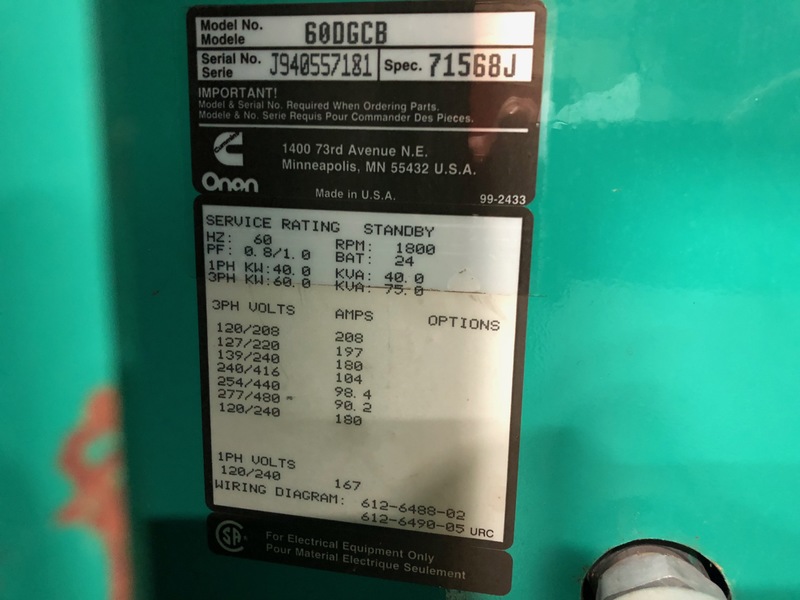 Model No. 60DGCB
Modele
Serial No. J940557181 Spec. 71568J
Serie
IMPORTANT!
Model & Serial No. Required When Ordering Parts.
Modele & No. Serie Requis Pour Commander Des Pieces.
1400 73rd Avenue N.E.
Minneapolis, MN 55432 U.S.A.
Onan
Made in U.S.A. 99-2433
SERVICE RATING STANDBY
HZ: 60 RPM: 1800
PF: 0.8/1.0 BAT: 24
1PH KW:40.0 KVA: 40.0
3PH KW:60.0 KVA: 75.0
3PH VOLTS AMPS OPTIONS
120/208 208
127/220 197
139/240 180
240/416 104
254/440 98.4
277/480 90.2
120/240 180
1PH VOLTS
120/240 167
WIRING DIAGRAM: 612-6488-02
612-6490-05 URC
SA
For Electrical Equipment Only
Pour Material Electrique Seulement